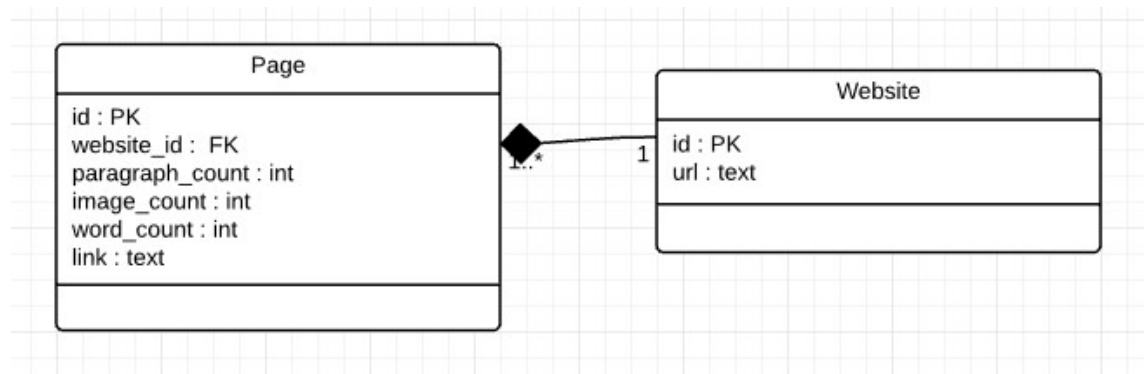 Page
id : PK
website_id : FK
paragraph_count : int
image_count : int
word_count : int
link : text
1..*
1
Website
id : PK
url : text